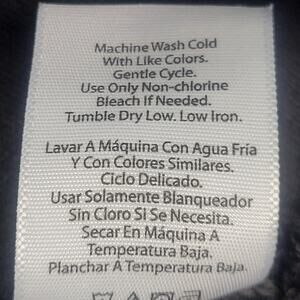 Machine Wash Cold
With Like Colors.
Gentle Cycle.
Use Only Non-chlorine
Bleach If Needed.
Tumble Dry Low. Low Iron.
Lavar A Máquina Con Agua Fría
Y Con Colores Similares.
Ciclo Delicado.
Usar Solamente Blanqueador
Sin Cloro Si Se Necesita.
Secar En Máquina A
Temperatura Baja.
Planchar A Temperatura Baja.